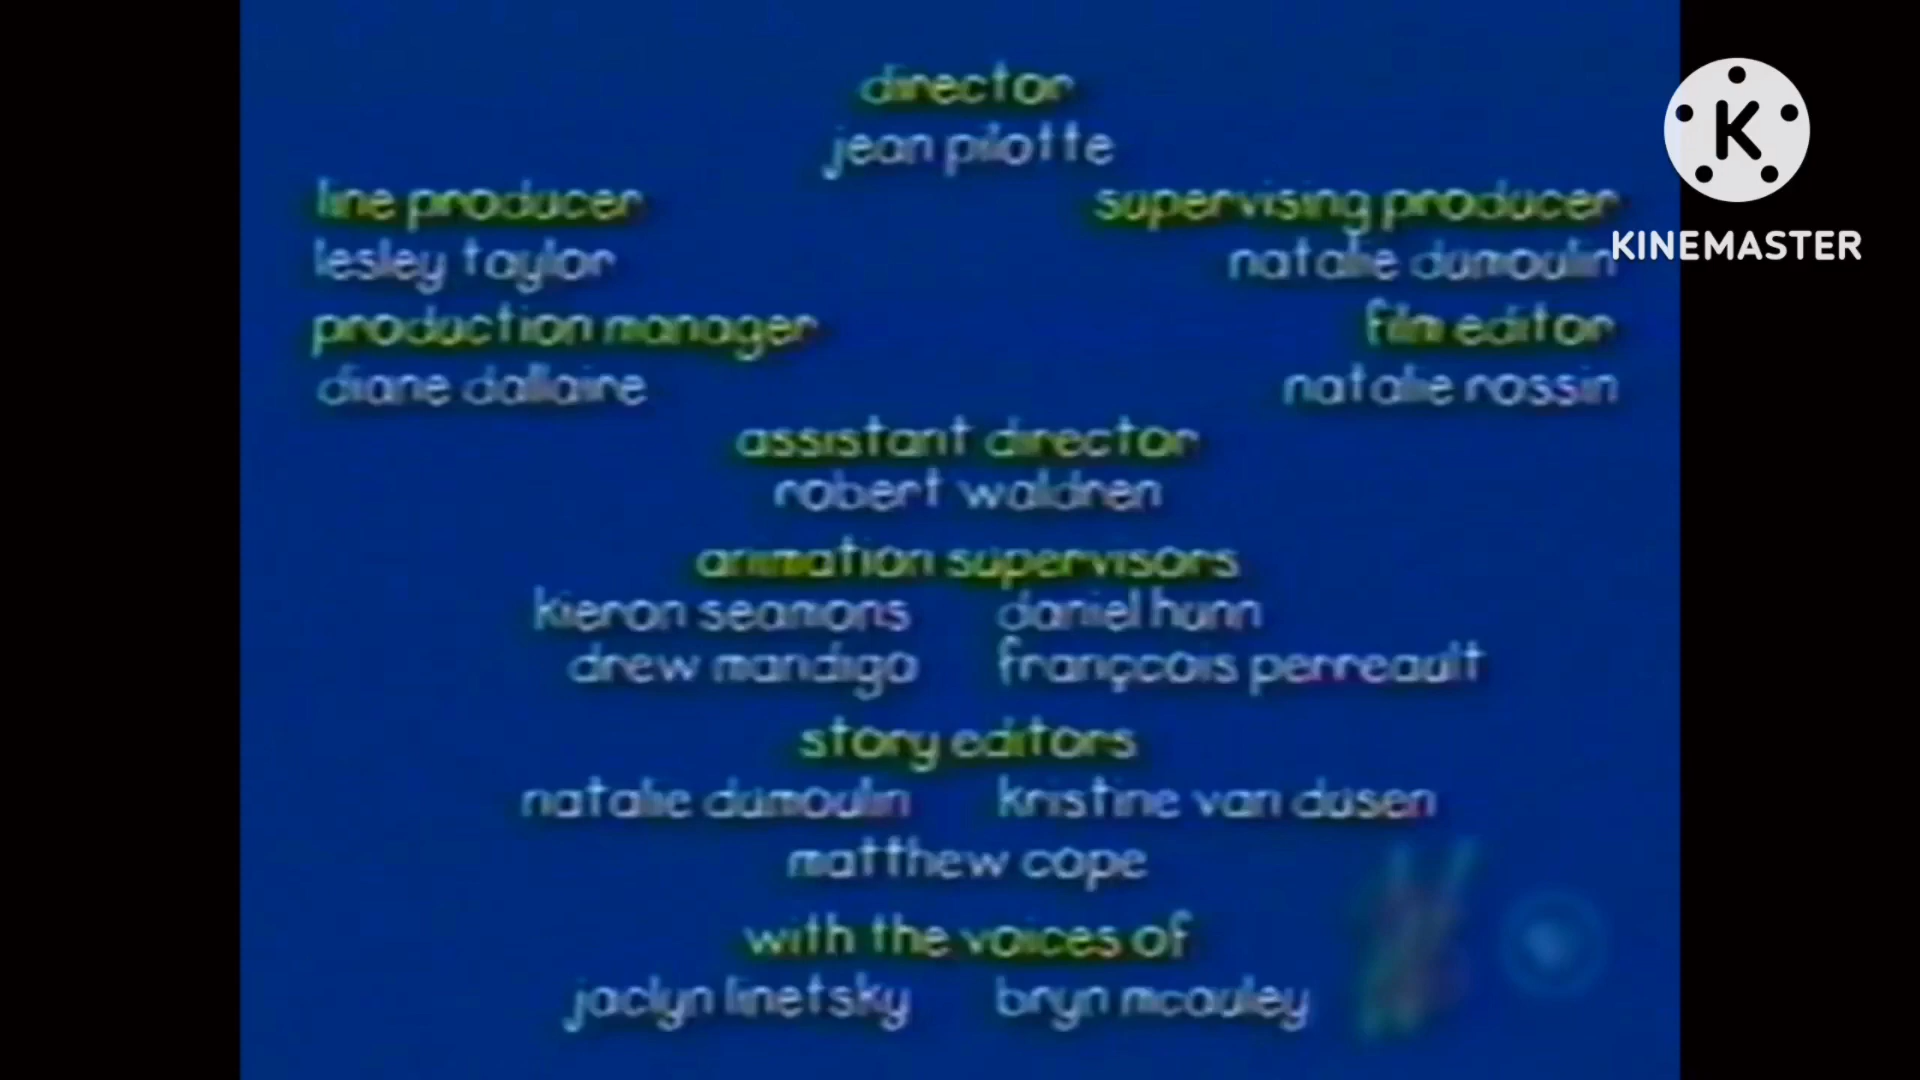 director
jean pilotte
line producer
supervising producer
lesley taylor
natalie dumoulin
production manager
film editor
diane dallaire
natalie rossin
assistant director
robert waldren
animation supervisors
kieron seamons daniel hunn
drew mandigo françcois perreault
story editors
natalie dumoulin kristine van dusen
matthew cope
with the voices of
jaclyn linetsky bryn mcauley
K
KINEMASTER